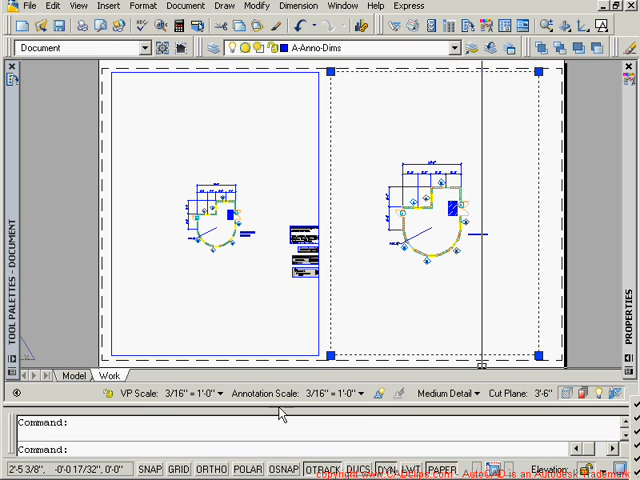 File Edit View Insert Format Document Draw Modify Dimension Window Help Express
Document
A-Anno-Dims
TOOL PALETTES - DOCUMENT
PROPERTIES
Model Work
VP Scale: 3/16" = 1'-0" Annotation Scale: 3/16" = 1'-0" Medium Detail Cut Plane: 3'-6"
Command:
Command:
2'-5 3/8", -0'-0 17/32", 0'-0" SNAP GRID ORTHO POLAR OSNAP OTRACK DUCS DYN LWT PAPER Elevation:
copyright www.CADclips.com - AutoCAD is an Autodesk Trademark